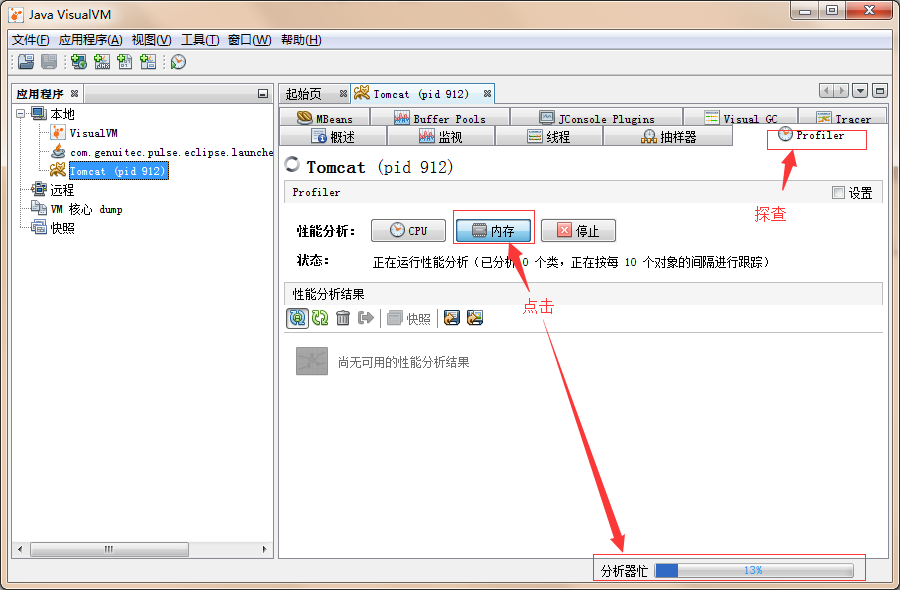 Java VisualVM
文件(F) 应用程序(A) 视图(V) 工具(T) 窗口(W) 帮助(H)
应用程序
本地
VisualVM
com.genuitec.pulse.eclipse.launche
Tomcat (pid 912)
远程
VM 核心 dump
快照
起始页 Tomcat (pid 912)
MBeans Buffer Pools JConsole Plugins Visual GC Tracer
概述 监视 线程 抽样器 Profiler
Tomcat (pid 912)
Profiler 设置
探查
性能分析: CPU 内存 停止
状态: 正在运行性能分析（已分析 0 个类，正在按每 10 个对象的间隔进行跟踪）
性能分析结果
点击
快照
尚无可用的性能分析结果
分析器忙 13%